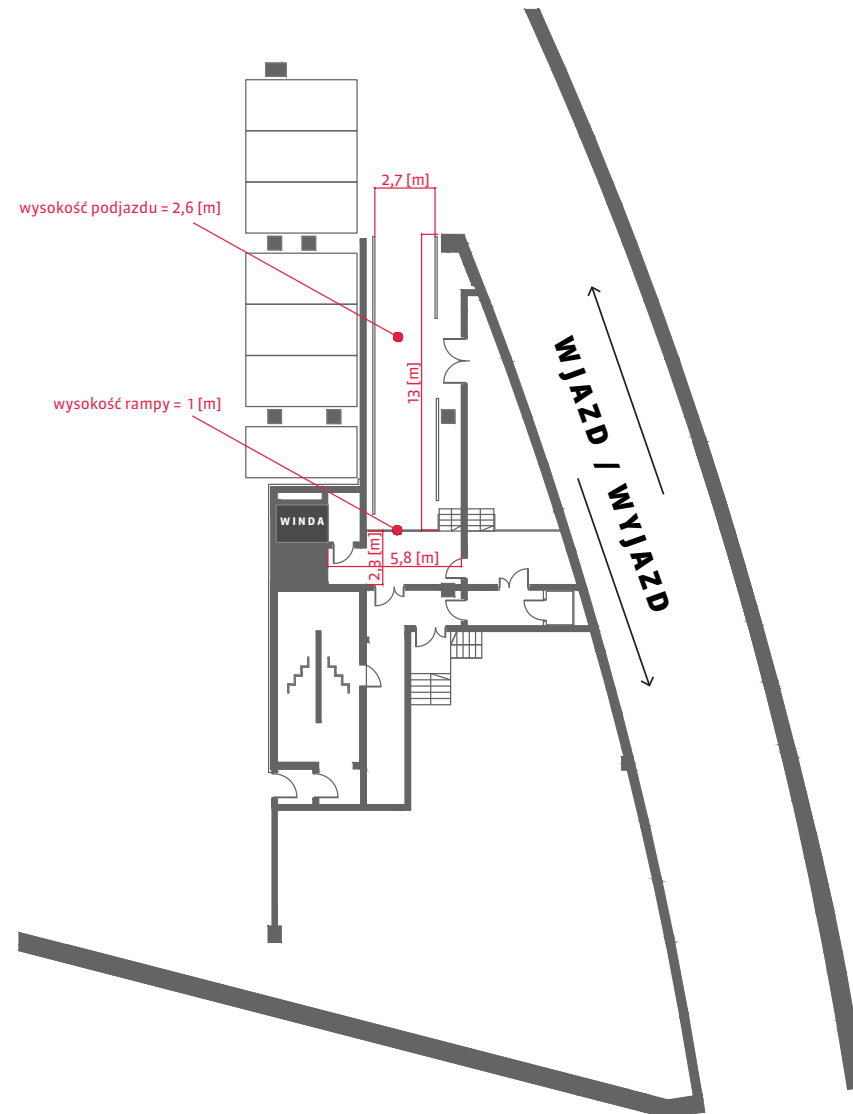 2,7 [m]
wysokość podjazdu = 2,6 [m]
13 [m]
wysokość rampy = 1 [m]
WJAZD / WYJAZD
WINDA
2,3 [m]
5,8 [m]